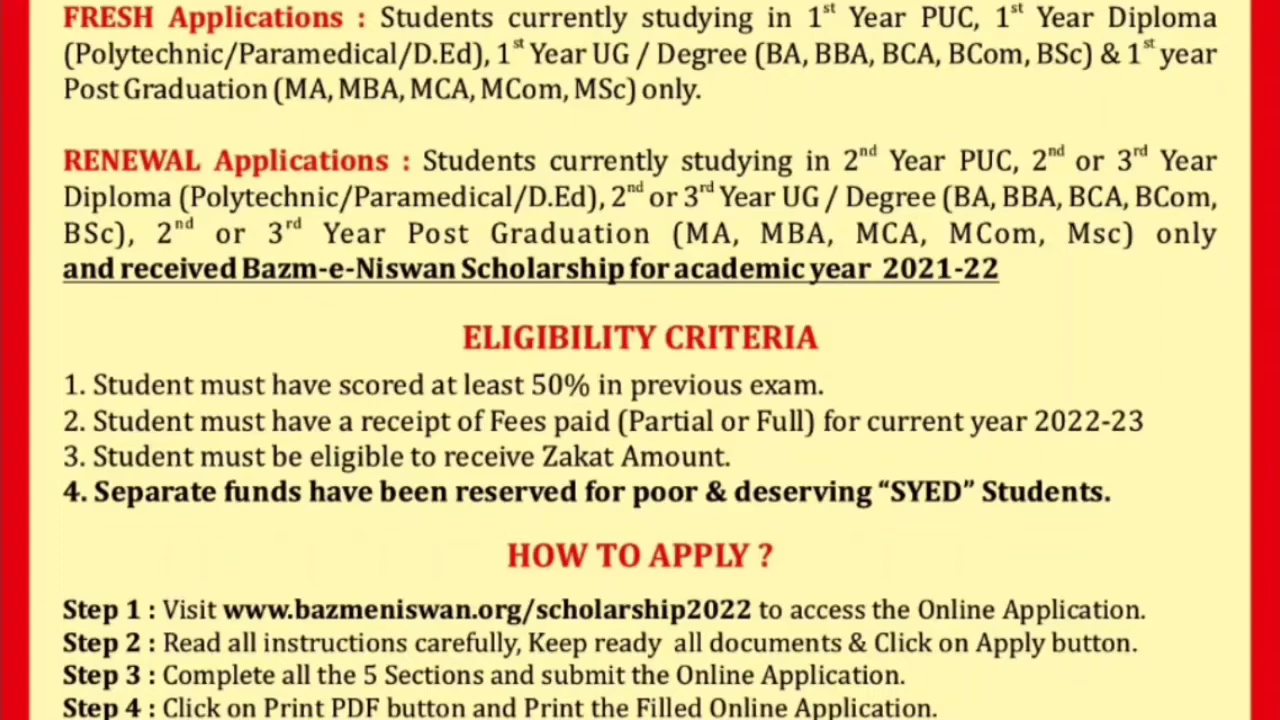 FRESH Applications : Students currently studying in 1st Year PUC, 1st Year Diploma
(Polytechnic/Paramedical/D.Ed), 1st Year UG / Degree (BA, BBA, BCA, BCom, BSc) & 1st year
Post Graduation (MA, MBA, MCA, MCom, MSc) only.
RENEWAL Applications : Students currently studying in 2nd Year PUC, 2nd or 3rd Year
Diploma (Polytechnic/Paramedical/D.Ed), 2nd or 3rd Year UG / Degree (BA, BBA, BCA, BCom,
BSc), 2nd or 3rd Year Post Graduation (MA, MBA, MCA, MCom, Msc) only
and received Bazm-e-Niswan Scholarship for academic year 2021-22
ELIGIBILITY CRITERIA
1. Student must have scored at least 50% in previous exam.
2. Student must have a receipt of Fees paid (Partial or Full) for current year 2022-23
3. Student must be eligible to receive Zakat Amount.
4. Separate funds have been reserved for poor & deserving “SYED” Students.
HOW TO APPLY ?
Step 1 : Visit www.bazmeniswan.org/scholarship2022 to access the Online Application.
Step 2 : Read all instructions carefully, Keep ready all documents & Click on Apply button.
Step 3 : Complete all the 5 Sections and submit the Online Application.
Step 4 : Click on Print PDF button and Print the Filled Online Application.